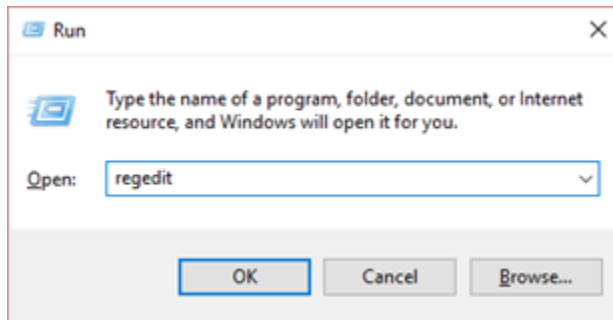 Run
Type the name of a program, folder, document, or Internet
resource, and Windows will open it for you.
Open: regedit
OK Cancel Browse...